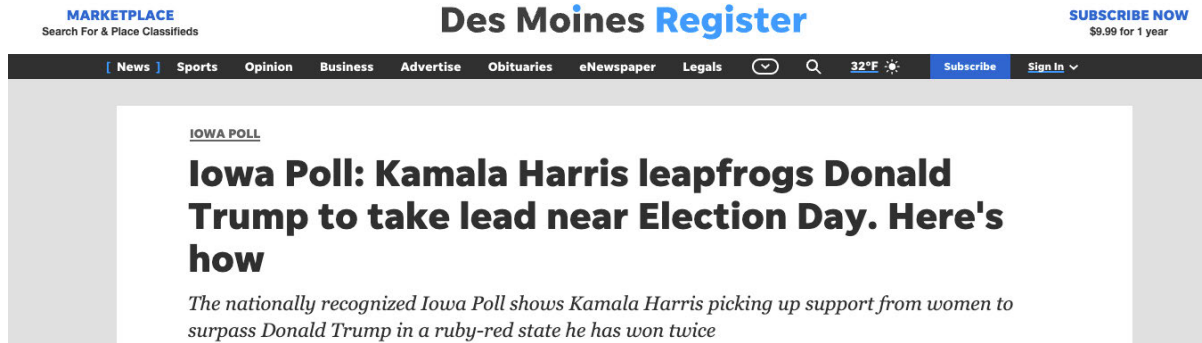 MARKETPLACE
Search For & Place Classifieds
Des Moines Register
SUBSCRIBE NOW
$9.99 for 1 year
[ News ] Sports Opinion Business Advertise Obituaries eNewspaper Legals 32°F Subscribe Sign In
IOWA POLL
Iowa Poll: Kamala Harris leapfrogs Donald
Trump to take lead near Election Day. Here's
how
The nationally recognized Iowa Poll shows Kamala Harris picking up support from women to
surpass Donald Trump in a ruby-red state he has won twice